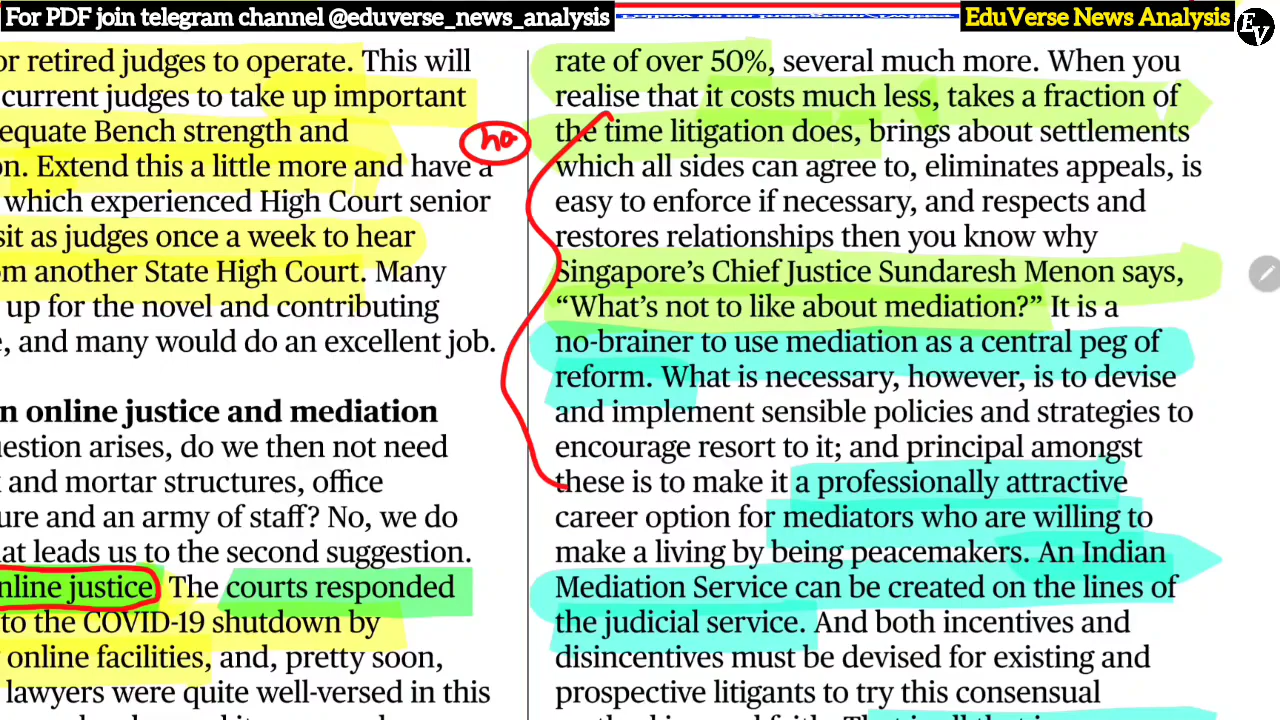 For PDF join telegram channel @eduverse_news_analysis
EduVerse News Analysis
EV
or retired judges to operate. This will
current judges to take up important
equate Bench strength and
on. Extend this a little more and have a
which experienced High Court senior
sit as judges once a week to hear
om another State High Court. Many
up for the novel and contributing
e, and many would do an excellent job.
n online justice and mediation
uestion arises, do we then not need
k and mortar structures, office
ure and an army of staff? No, we do
hat leads us to the second suggestion.
nline justice. The courts responded
to the COVID-19 shutdown by
online facilities, and, pretty soon,
lawyers were quite well-versed in this
rate of over 50%, several much more. When you
realise that it costs much less, takes a fraction of
the time litigation does, brings about settlements
which all sides can agree to, eliminates appeals, is
easy to enforce if necessary, and respects and
restores relationships then you know why
Singapore's Chief Justice Sundaresh Menon says,
“What's not to like about mediation?” It is a
no-brainer to use mediation as a central peg of
reform. What is necessary, however, is to devise
and implement sensible policies and strategies to
encourage resort to it; and principal amongst
these is to make it a professionally attractive
career option for mediators who are willing to
make a living by being peacemakers. An Indian
Mediation Service can be created on the lines of
the judicial service. And both incentives and
disincentives must be devised for existing and
prospective litigants to try this consensual